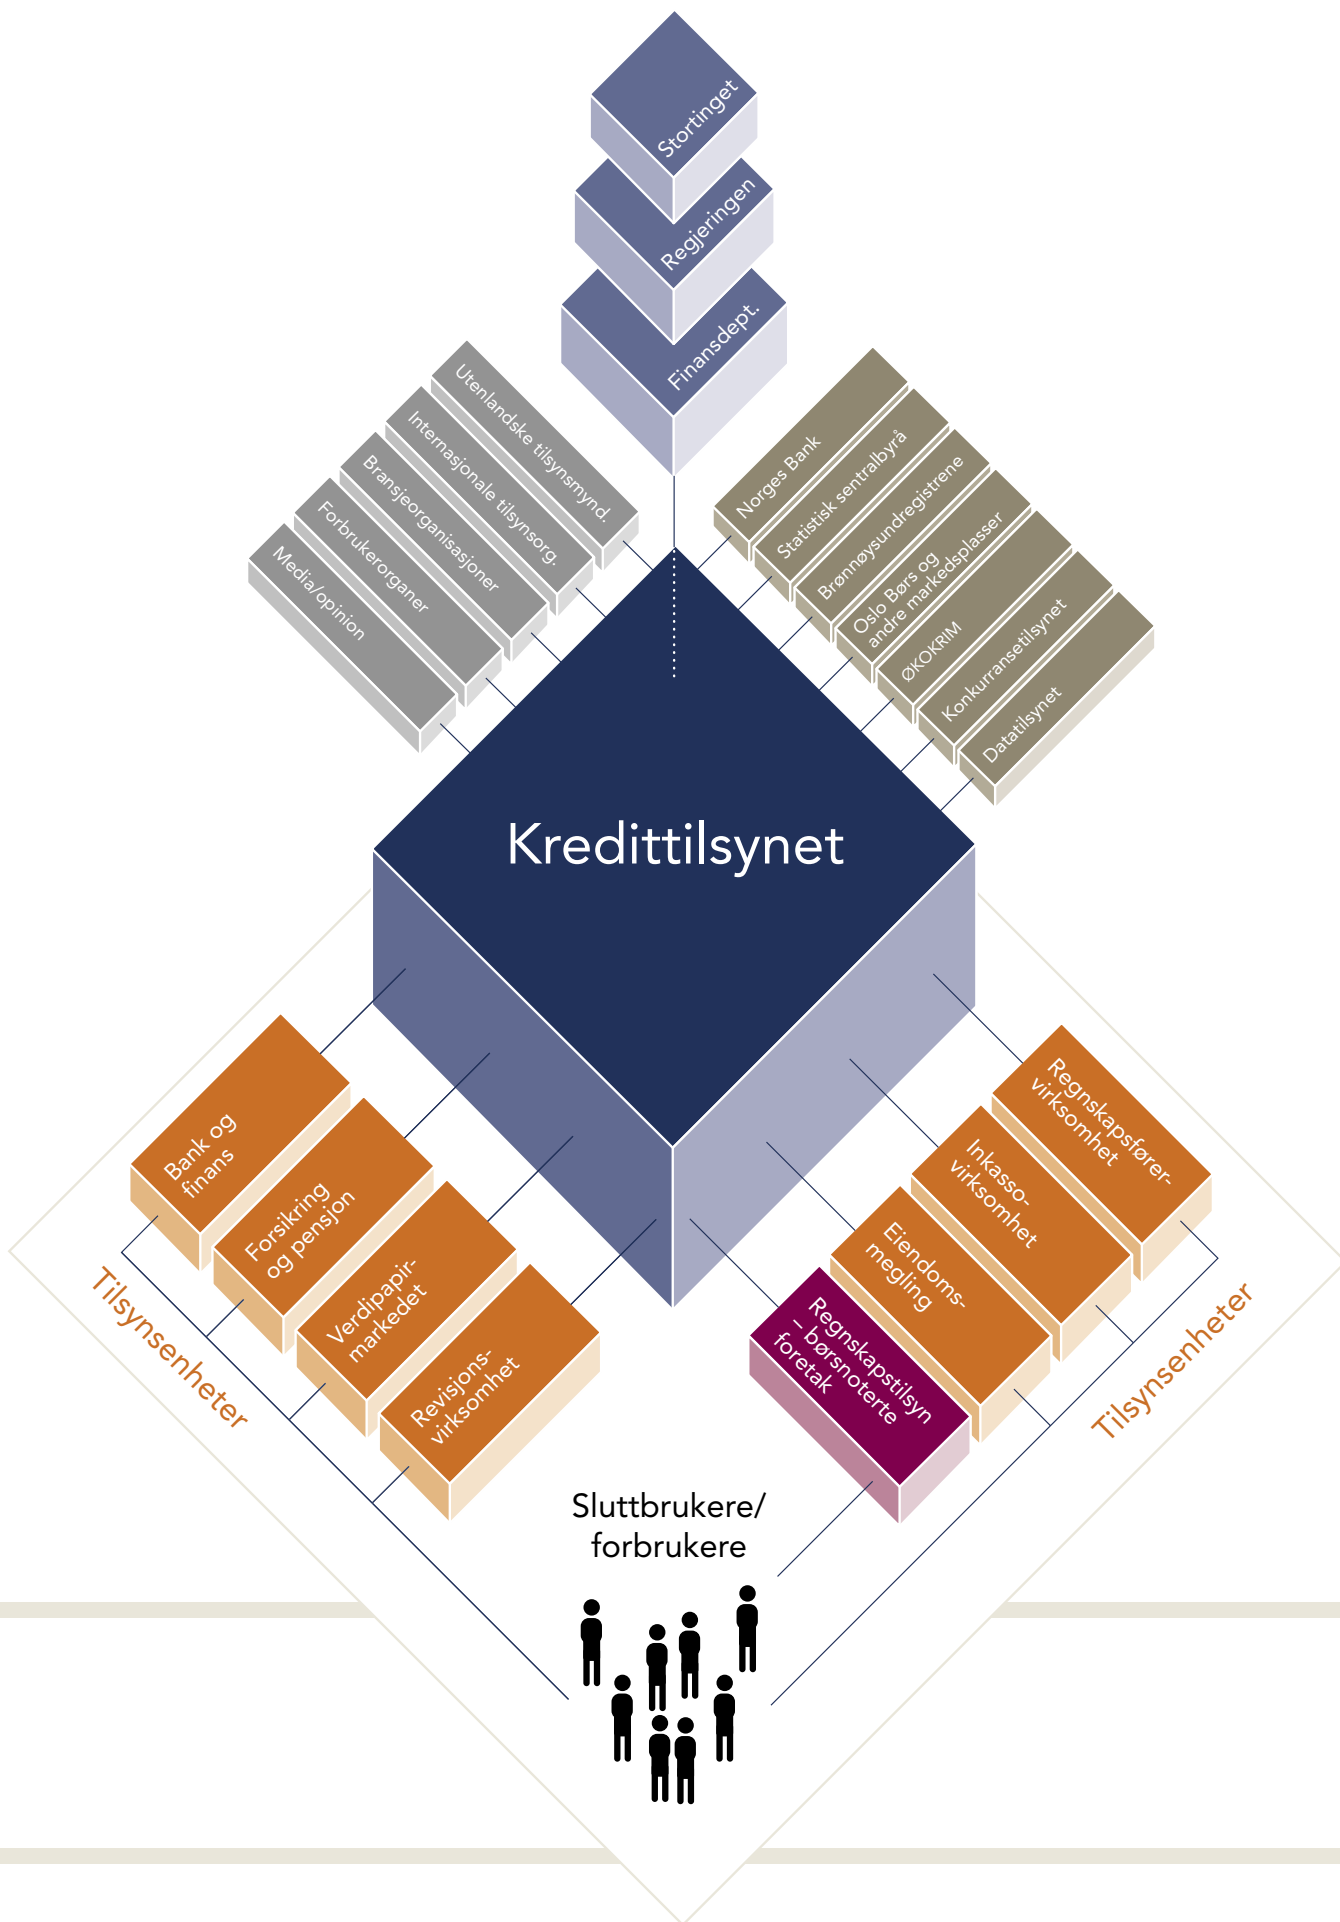 Stortinget
Regjeringen
Finansdept.
Utenlandske tilsynsmynd.
Internasjonale tilsynsorg.
Bransjeorganisasjoner
Forbrukerorganer
Media/opinion
Norges Bank
Statistisk sentralbyrå
Brønnøysundregistrene
Oslo Børs og
andre markedsplasser
ØKOKRIM
Konkurransetilsynet
Datatilsynet
Kredittilsynet
Bank og
finans
Forsikring
og pensjon
Verdipapir-
markedet
Revisjons-
virksomhet
Tilsynsenheter
Regnskapsfører-
virksomhet
Inkasso-
virksomhet
Eiendoms-
megling
Regnskapstilsyn
– børsnoterte
foretak
Tilsynsenheter
Sluttbrukere/
forbrukere